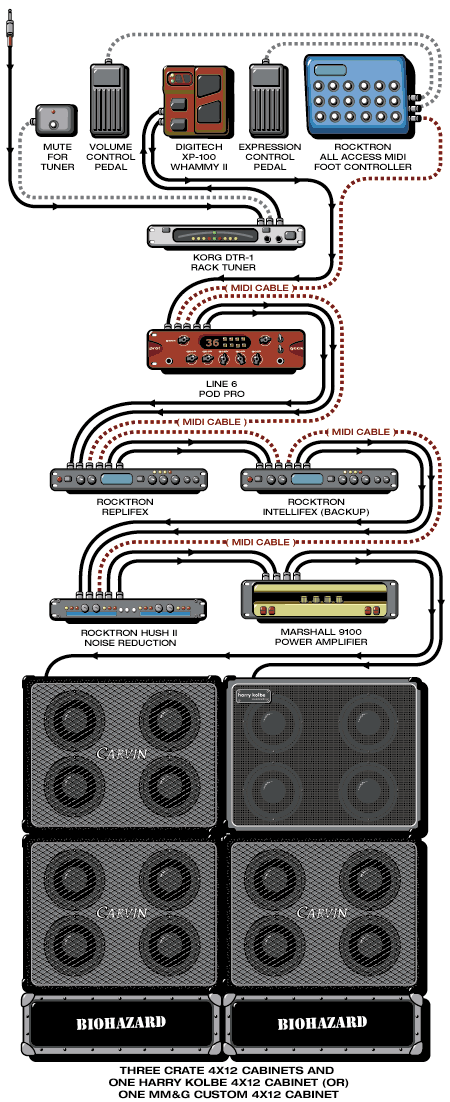 MUTE
FOR
TUNER
VOLUME
CONTROL
PEDAL
DIGITECH
XP-100
WHAMMY II
EXPRESSION
CONTROL
PEDAL
ROCKTRON
ALL ACCESS MIDI
FOOT CONTROLLER
KORG DTR-1
RACK TUNER
( MIDI CABLE )
36
LINE 6
POD PRO
( MIDI CABLE )
( MIDI CABLE )
ROCKTRON
REPLIFEX
ROCKTRON
INTELLIFEX (BACKUP)
( MIDI CABLE )
ROCKTRON HUSH II
NOISE REDUCTION
MARSHALL 9100
POWER AMPLIFIER
harry kolbe
CARVIN
CARVIN
CARVIN
BIOHAZARD
BIOHAZARD
THREE CRATE 4X12 CABINETS AND
ONE HARRY KOLBE 4X12 CABINET (OR)
ONE MM&G CUSTOM 4X12 CABINET